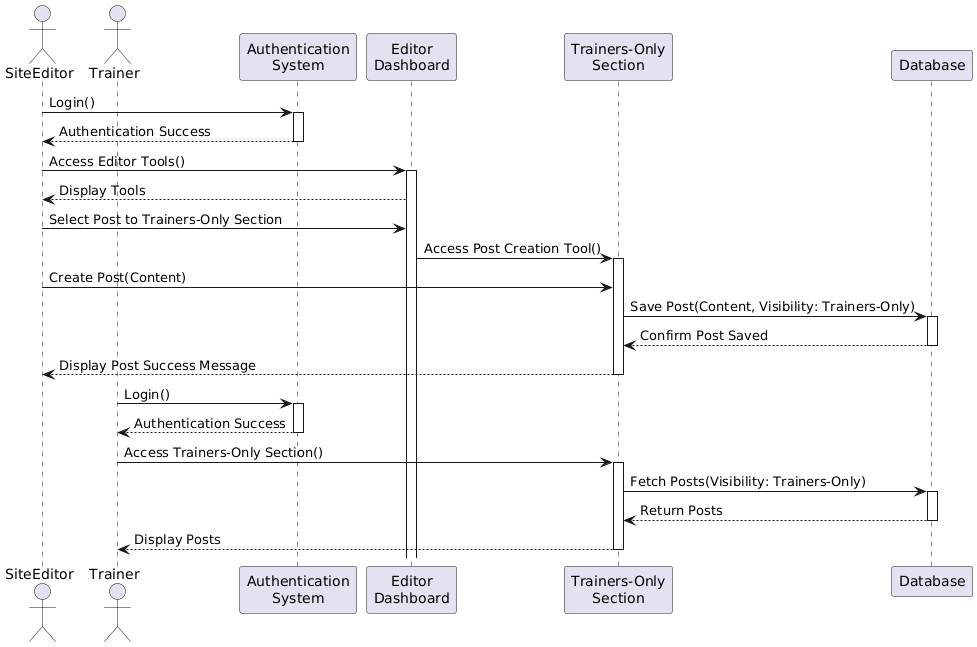 SiteEditor
Trainer
Authentication
System
Editor
Dashboard
Trainers-Only
Section
Database
Login()
Authentication Success
Access Editor Tools()
Display Tools
Select Post to Trainers-Only Section
Access Post Creation Tool()
Create Post(Content)
Save Post(Content, Visibility: Trainers-Only)
Confirm Post Saved
Display Post Success Message
Login()
Authentication Success
Access Trainers-Only Section()
Fetch Posts(Visibility: Trainers-Only)
Return Posts
Display Posts
SiteEditor
Trainer
Authentication
System
Editor
Dashboard
Trainers-Only
Section
Database